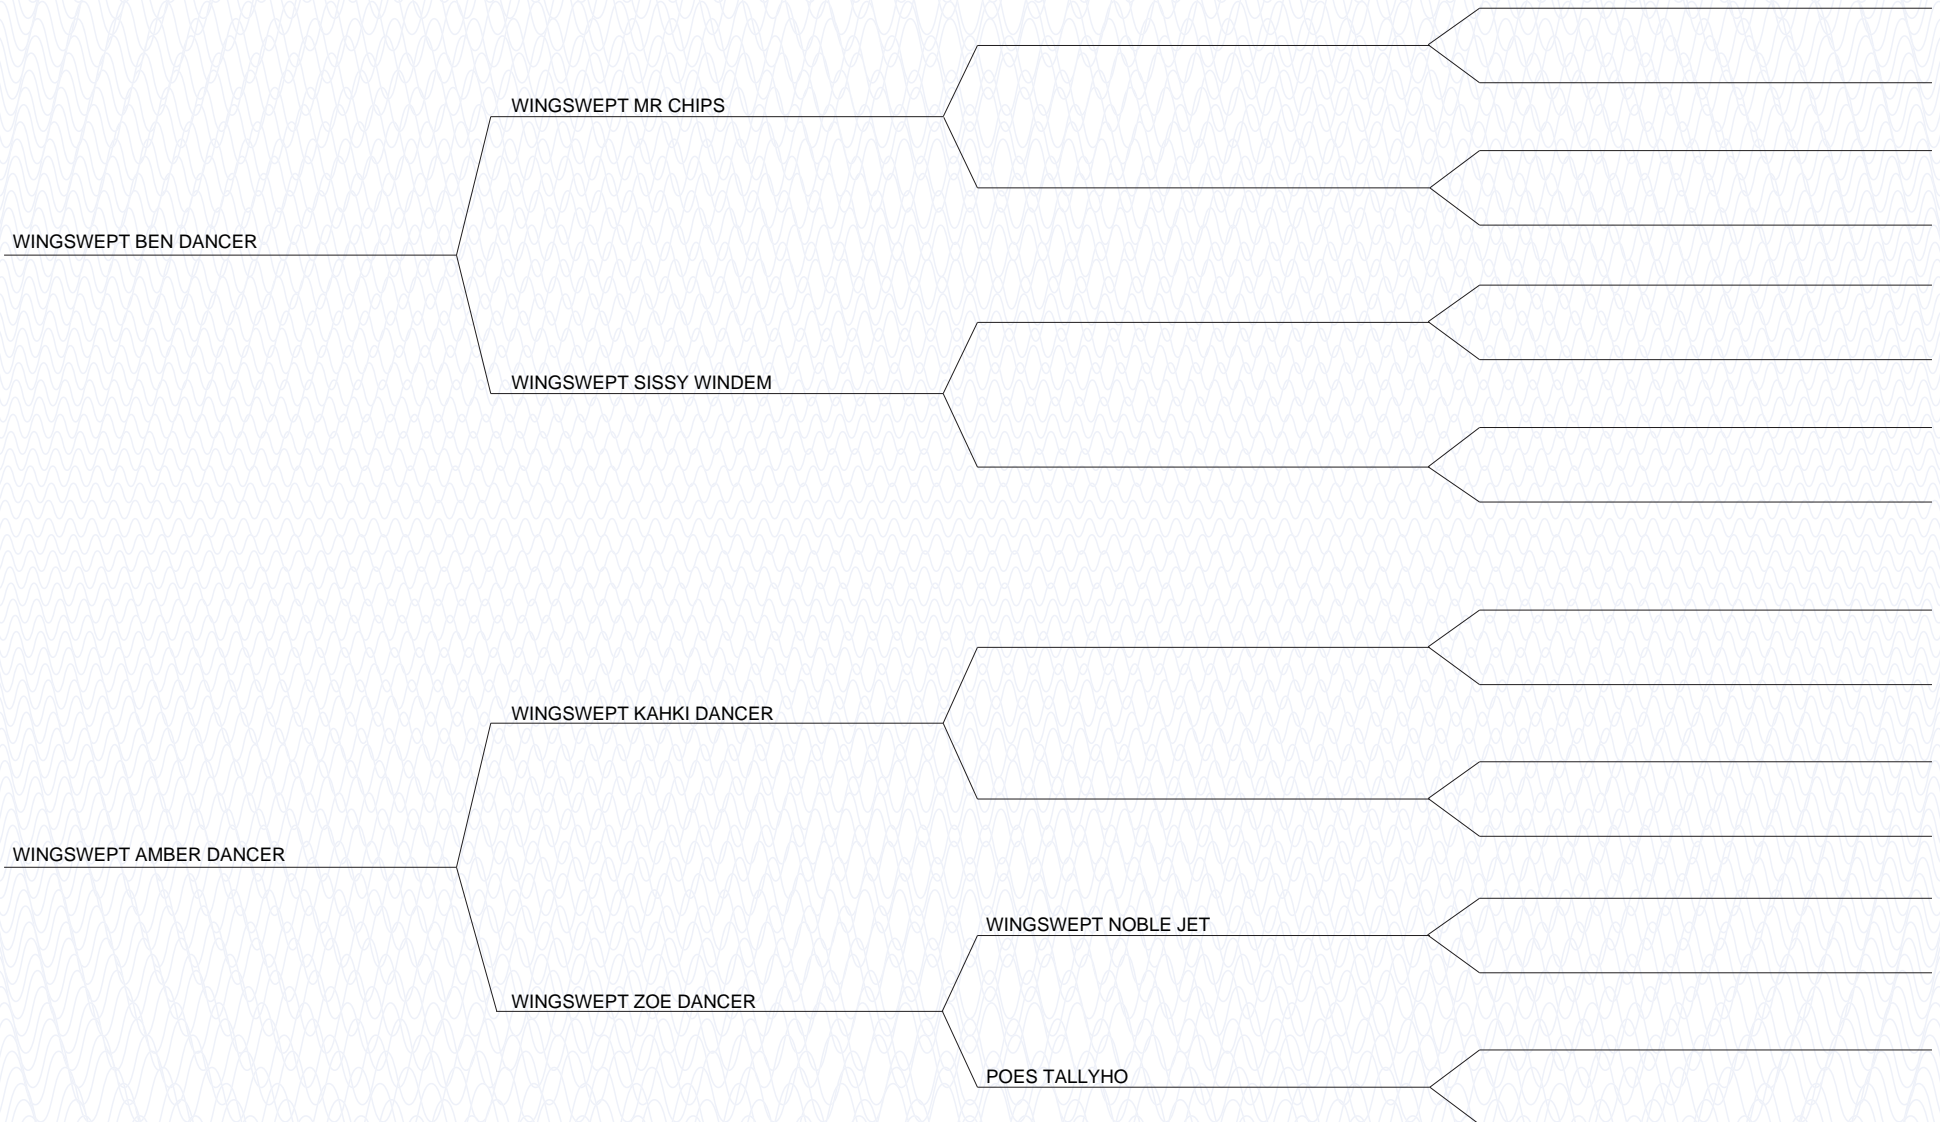 WINGSWEPT MR CHIPS
WINGSWEPT BEN DANCER
WINGSWEPT SISSY WINDEM
WINGSWEPT KAHKI DANCER
WINGSWEPT AMBER DANCER
WINGSWEPT NOBLE JET
WINGSWEPT ZOE DANCER
POES TALLYHO